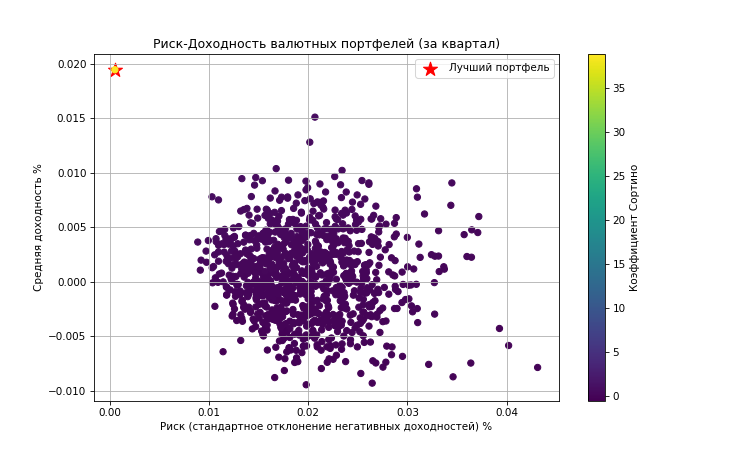 Риск-Доходность валютных портфелей (за квартал)
Лучший портфель
Средняя доходность %
0.020
0.015
0.010
0.005
0.000
−0.005
−0.010
0.00 0.01 0.02 0.03 0.04
Риск (стандартное отклонение негативных доходностей) %
35
30
25
20
15
10
5
0
Коэффициент Сортино